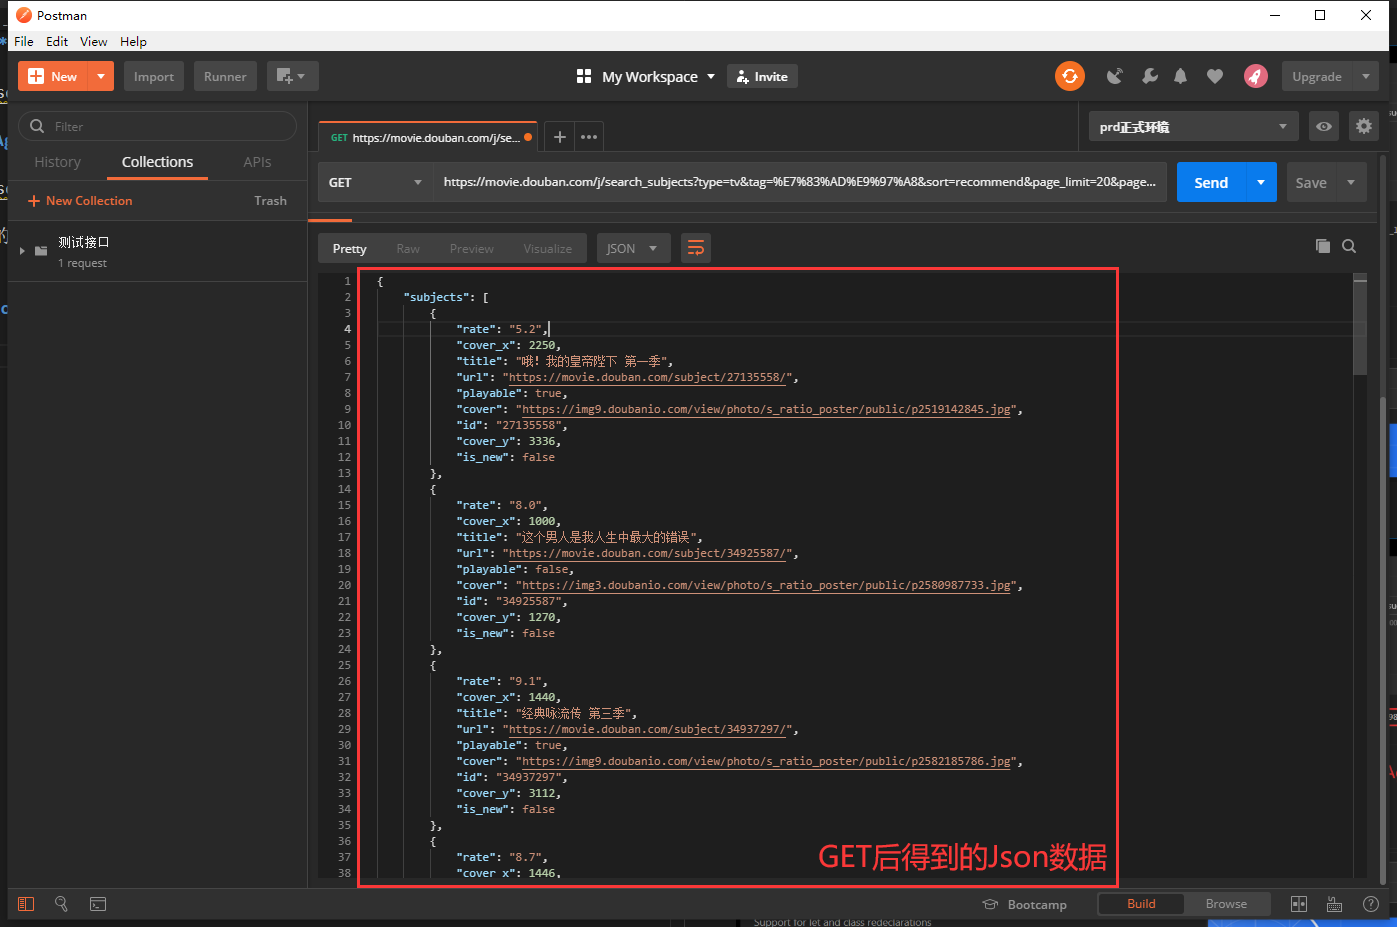 Postman
File Edit View Help
New Import Runner My Workspace Invite Upgrade
Filter
History Collections APIs
New Collection Trash
测试接口
1 request
GET https://movie.douban.com/j/se...
prd正式环境
GET https://movie.douban.com/j/search_subjects?type=tv&tag=%E7%83%AD%E9%97%A8&sort=recommend&page_limit=20&page...
Send Save
Pretty Raw Preview Visualize JSON
1 {
2 "subjects": [
3 {
4 "rate": "5.2",
5 "cover_x": 2250,
6 "title": "哦! 我的皇帝陛下 第一季",
7 "url": "https://movie.douban.com/subject/27135558/",
8 "playable": true,
9 "cover": "https://img9.doubanio.com/view/photo/s_ratio_poster/public/p2519142845.jpg",
10 "id": "27135558",
11 "cover_y": 3336,
12 "is_new": false
13 },
14 {
15 "rate": "8.0",
16 "cover_x": 1000,
17 "title": "这个男人是我人生中最大的错误",
18 "url": "https://movie.douban.com/subject/34925587/",
19 "playable": false,
20 "cover": "https://img3.doubanio.com/view/photo/s_ratio_poster/public/p2580987733.jpg",
21 "id": "34925587",
22 "cover_y": 1270,
23 "is_new": false
24 },
25 {
26 "rate": "9.1",
27 "cover_x": 1440,
28 "title": "经典咏流传 第三季",
29 "url": "https://movie.douban.com/subject/34937297/",
30 "playable": true,
31 "cover": "https://img9.doubanio.com/view/photo/s_ratio_poster/public/p2582185786.jpg",
32 "id": "34937297",
33 "cover_y": 3112,
34 "is_new": false
35 },
36 {
37 "rate": "8.7",
38 "cover_x": 1446,
GET后得到的Json数据
Bootcamp Build Browse
Support for let and class redeclarations